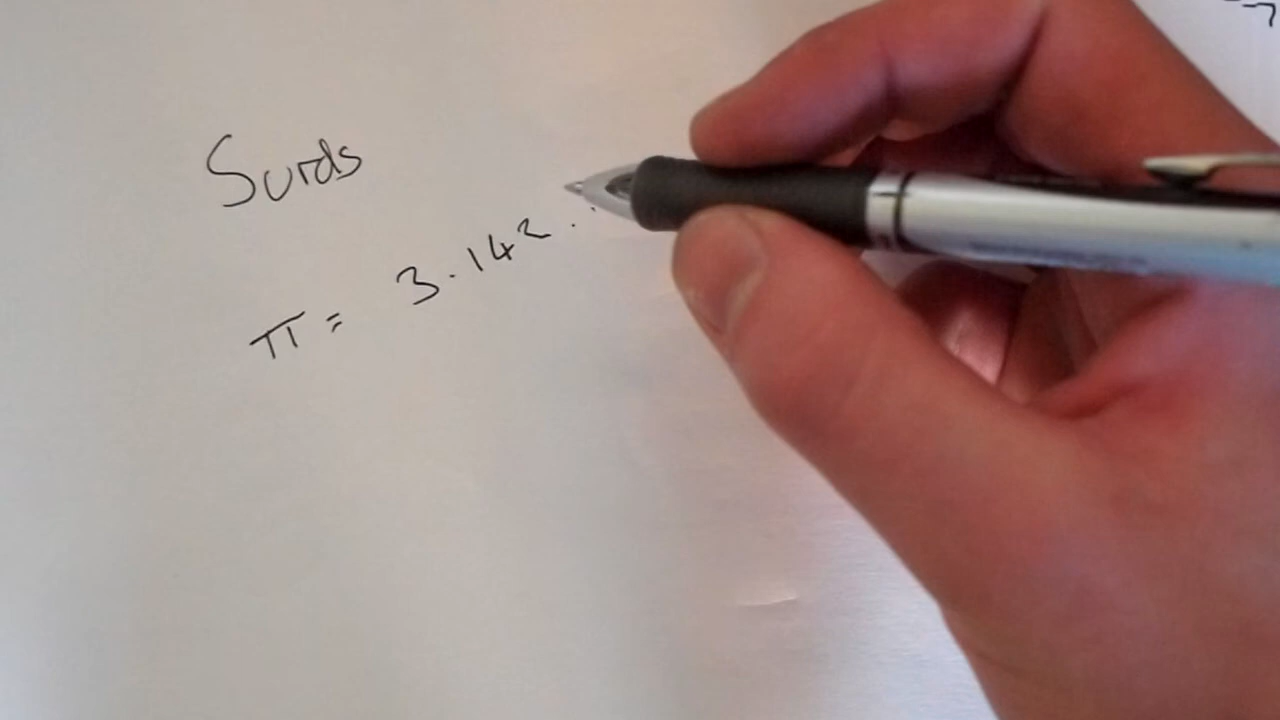 Surds
π = 3.142..